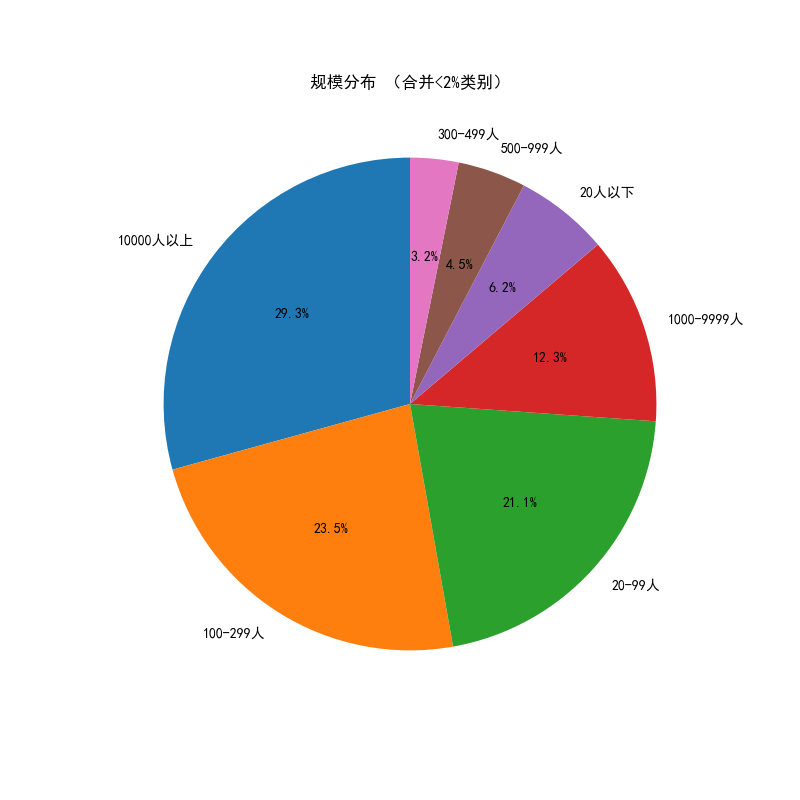 规模分布 （合并<2%类别）
300-499人
500-999人
20人以下
10000人以上
3.2%
4.5%
6.2%
29.3%
1000-9999人
12.3%
21.1%
23.5%
20-99人
100-299人